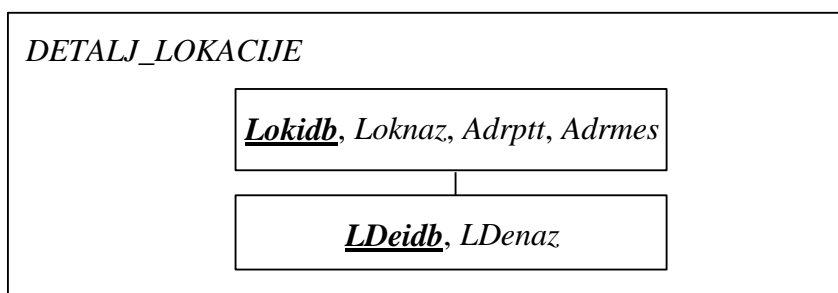 DETALJ_LOKACIJE
Lokidb, Loknaz, Adrptt, Adrmes
LDeidb, LDenaz